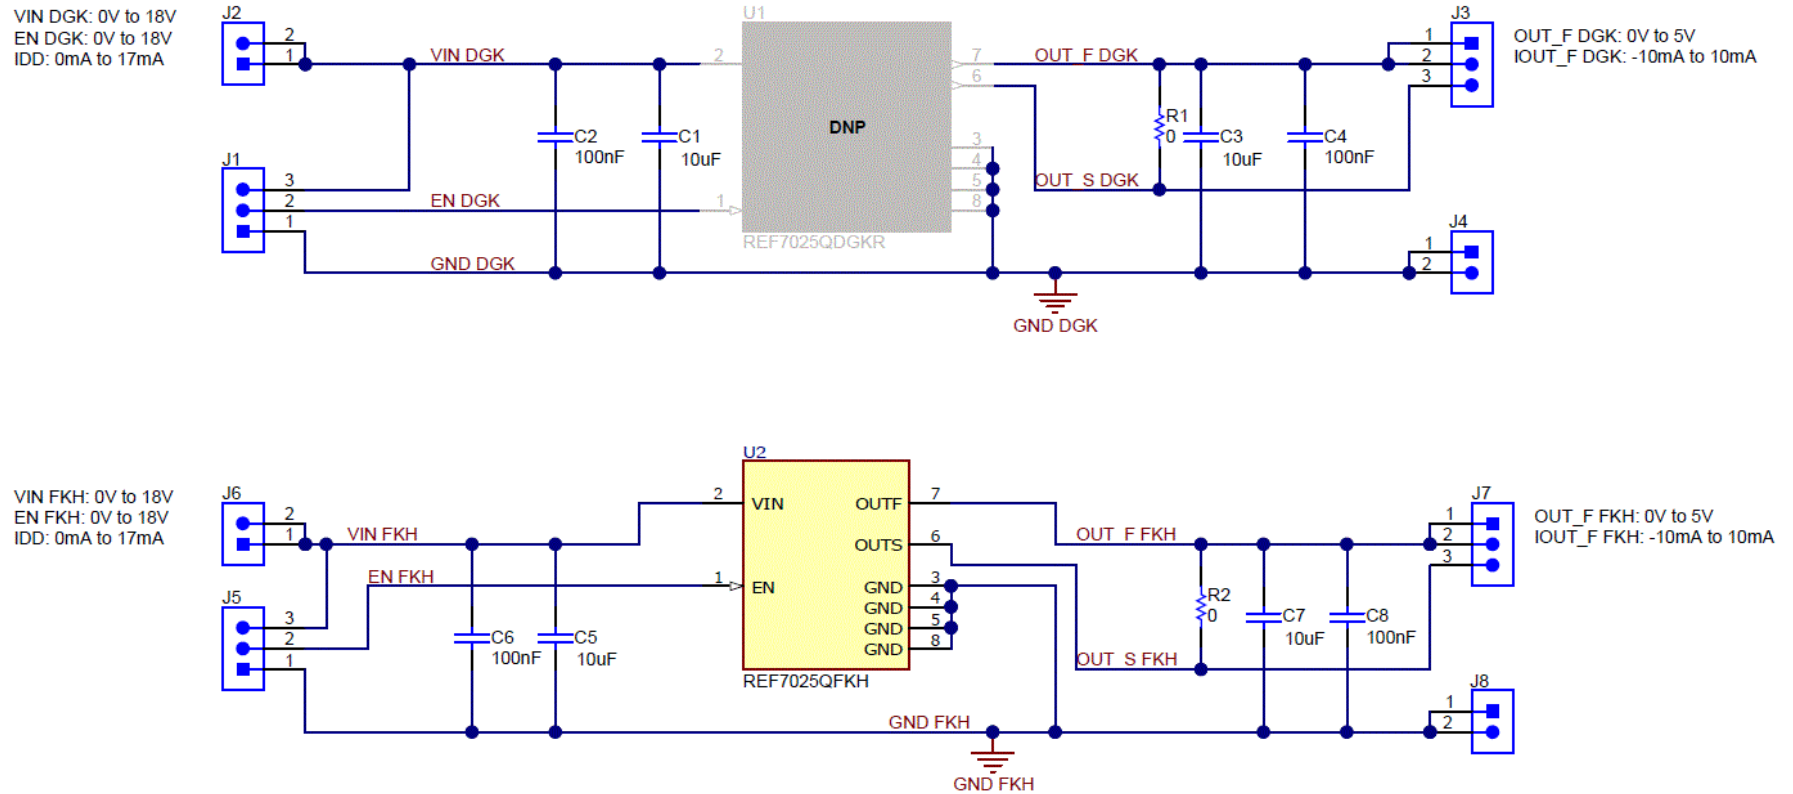 VIN DGK: 0V to 18V
EN DGK: 0V to 18V
IDD: 0mA to 17mA
J2
2
1
VIN DGK
J1
3
2
1
EN DGK
GND DGK
C2
100nF
C1
10uF
U1
2
1
DNP
7
6
3
4
5
8
REF7025QDGKR
OUT_F DGK
OUT_S DGK
R1
0
C3
10uF
C4
100nF
GND DGK
J3
1
2
3
OUT_F DGK: 0V to 5V
IOUT_F DGK: -10mA to 10mA
J4
1
2
VIN FKH: 0V to 18V
EN FKH: 0V to 18V
IDD: 0mA to 17mA
J6
2
1
VIN FKH
EN FKH
J5
3
2
1
C6
100nF
C5
10uF
U2
2
VIN
OUTF
7
OUTS
6
1
EN
GND
3
GND
4
GND
5
GND
8
REF7025QFKH
GND FKH
GND FKH
OUT_F FKH
OUT_S FKH
R2
0
C7
10uF
C8
100nF
J7
1
2
3
OUT_F FKH: 0V to 5V
IOUT_F FKH: -10mA to 10mA
J8
1
2